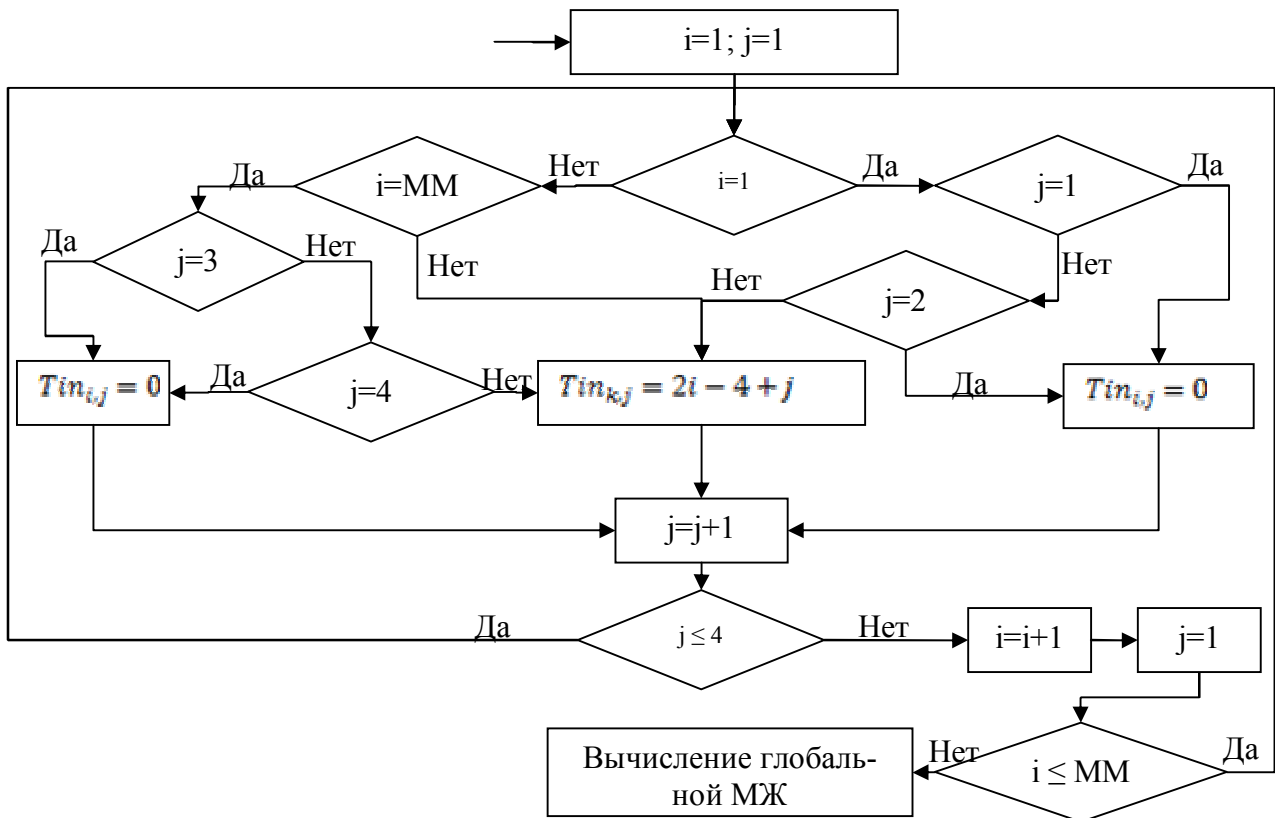 i=1; j=1
Да
i=MM
Нет
i=1
Да
j=1
Да
Да
j=3
Нет
Нет
Нет
j=2
Нет
Tin_{i,j} = 0
Да
j=4
Нет
Tin_{k,j} = 2i − 4 + j
Да
Tin_{i,j} = 0
j=j+1
Да
j ≤ 4
Нет
i=i+1
j=1
Вычисление глобаль-
ной МЖ
Нет
i ≤ MM
Да